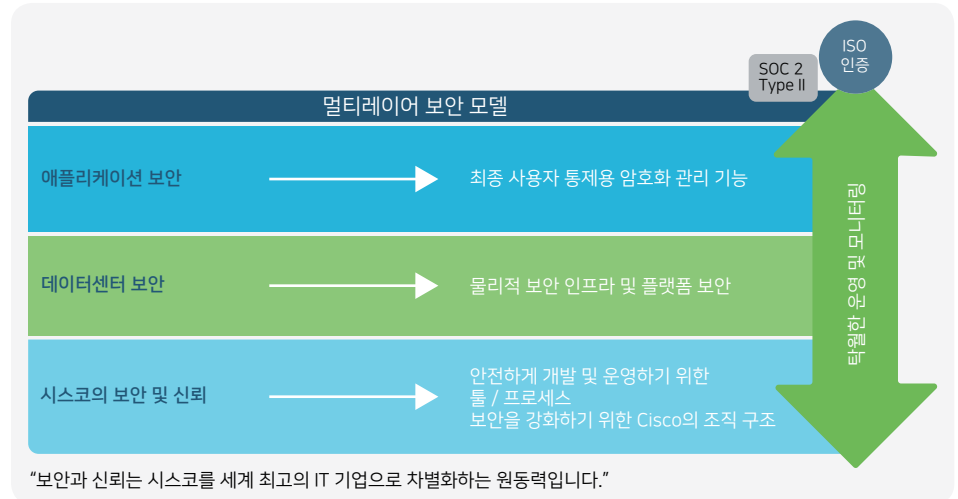 ISO
인증
SOC 2
Type II
멀티레이어 보안 모델
애플리케이션 보안
최종 사용자 통제용 암호화 관리 기능
데이터센터 보안
물리적 보안 인프라 및 플랫폼 보안
시스코의 보안 및 신뢰
안전하게 개발 및 운영하기 위한
툴 / 프로세스
보안을 강화하기 위한 Cisco의 조직 구조
탁월한 운영 및 모니터링
“보안과 신뢰는 시스코를 세계 최고의 IT 기업으로 차별화하는 원동력입니다.”